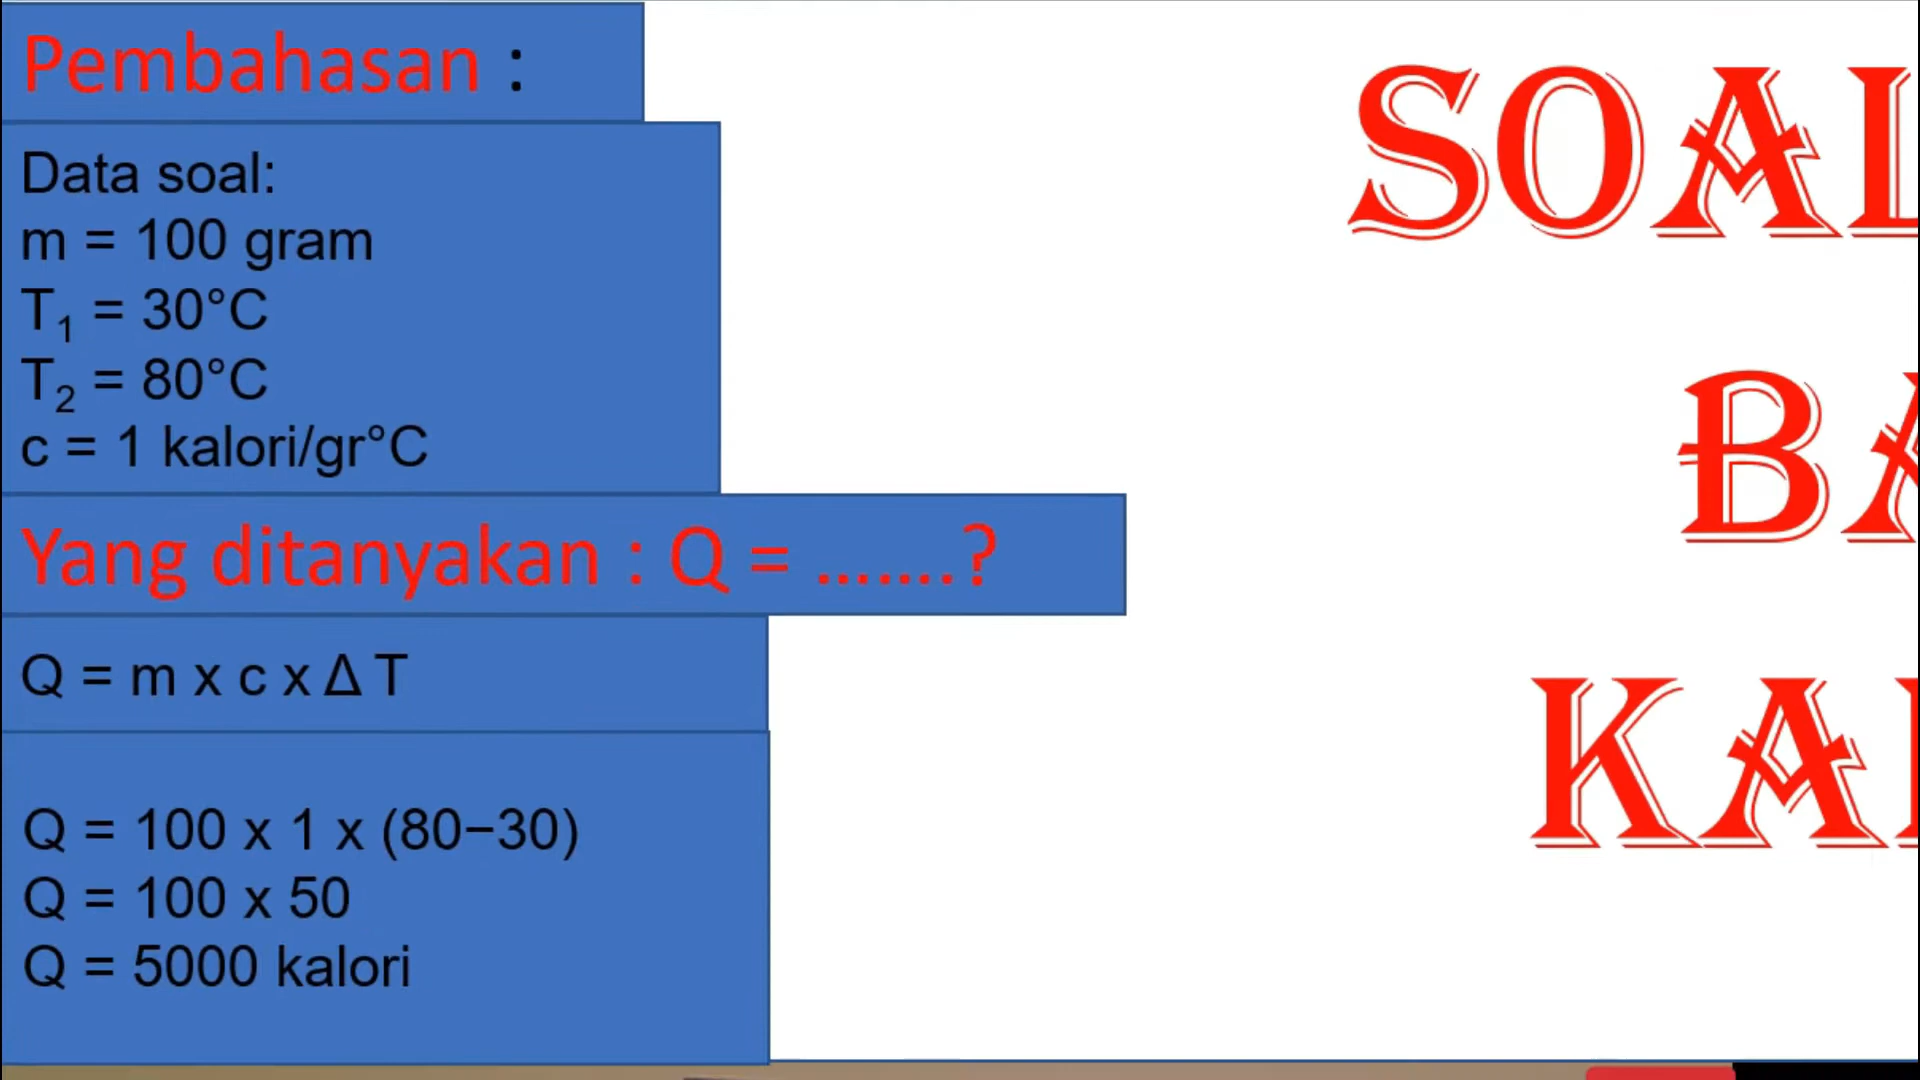 Pembahasan :
Data soal:
m = 100 gram
T₁ = 30°C
T₂ = 80°C
c = 1 kalori/gr°C
Yang ditanyakan : Q = .......?
Q = m x c x Δ T
Q = 100 x 1 x (80−30)
Q = 100 x 50
Q = 5000 kalori
SOAL
BA
KA